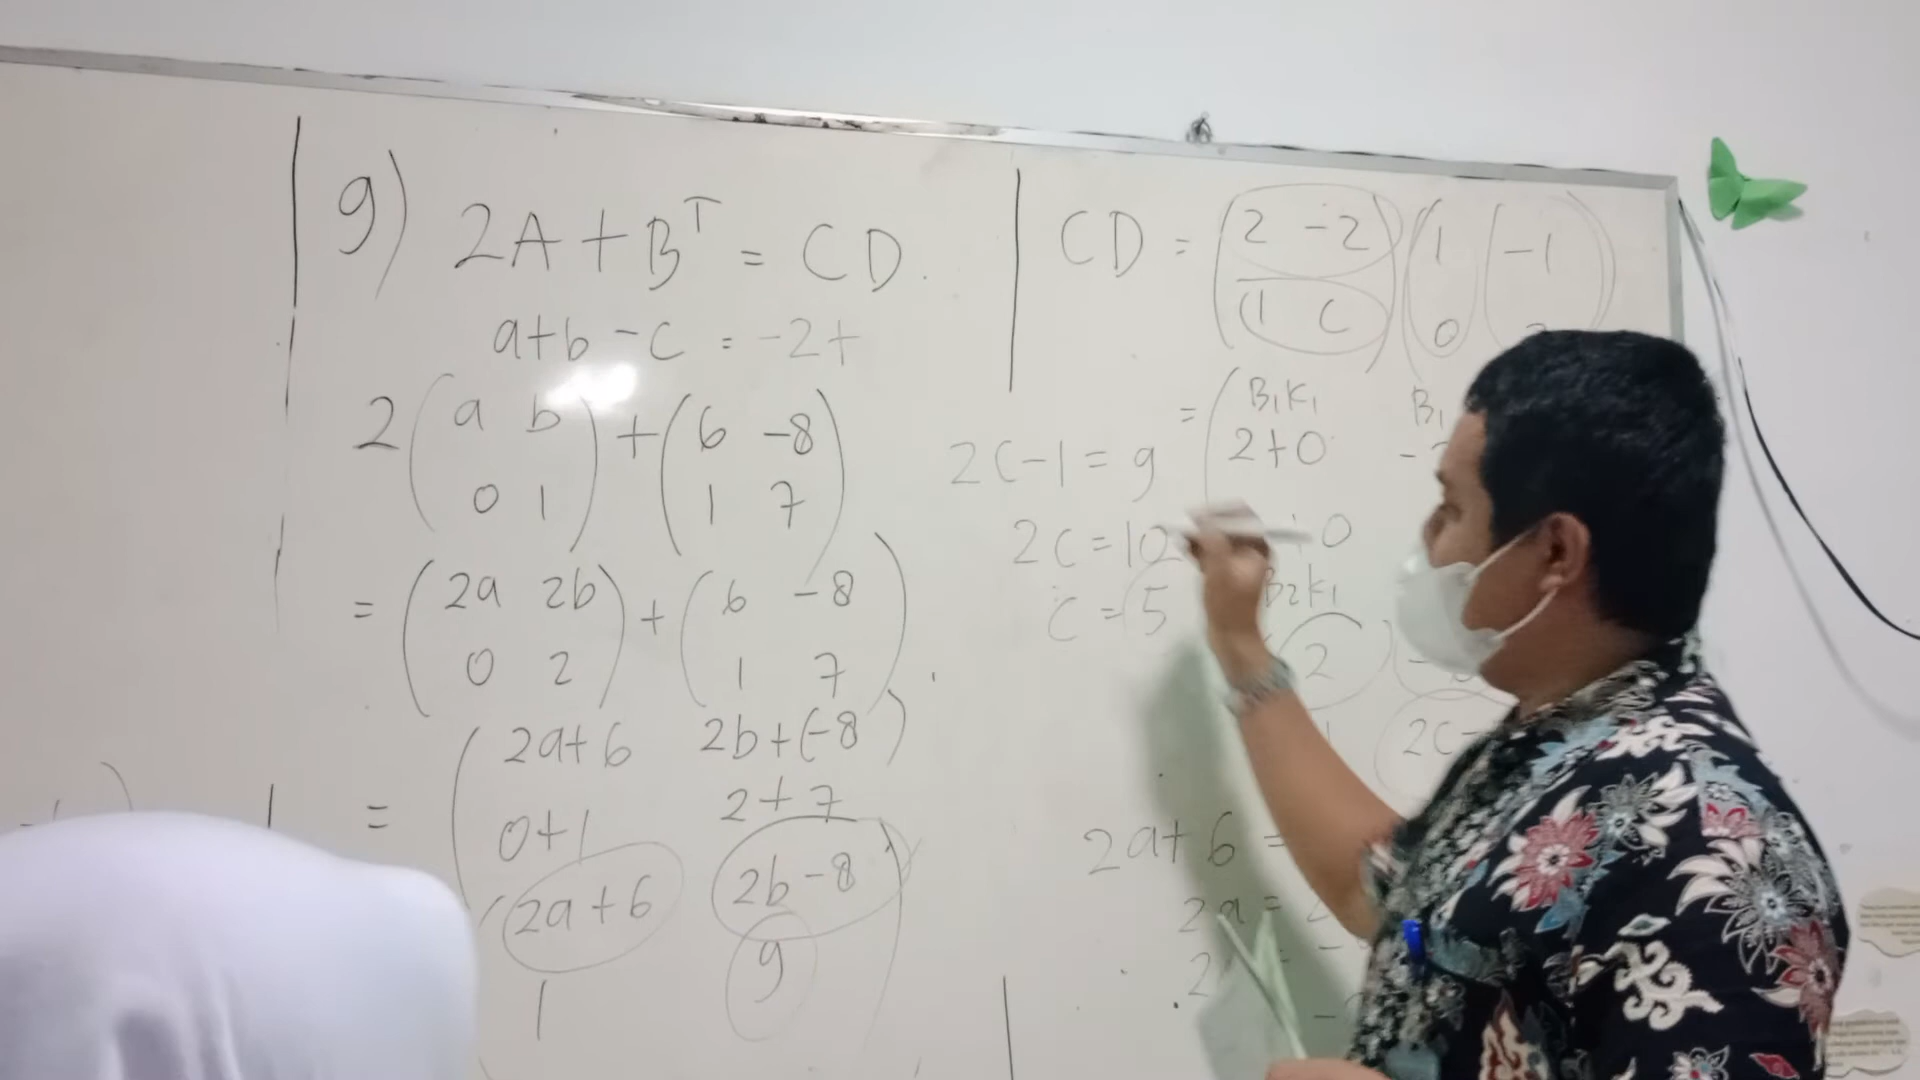 9) 2A + Bᵀ = CD.
a+b-c = -2+
2 (a b) + (6 -8)
(0 1) (1 7)
= (2a 2b) + (6 -8)
(0 2) (1 7)
= (2a+6 2b+(-8)
0+1 2+7
(2a+6 2b-8)
1 9
CD = (2 -2) (1 -1)
(1 c) (0
= (B₁K₁ B₁
2+0 -
+0
B₂K₁
2c-1 = 9
2c = 10
c = 5
2
2c-
2a+6 =
2a =